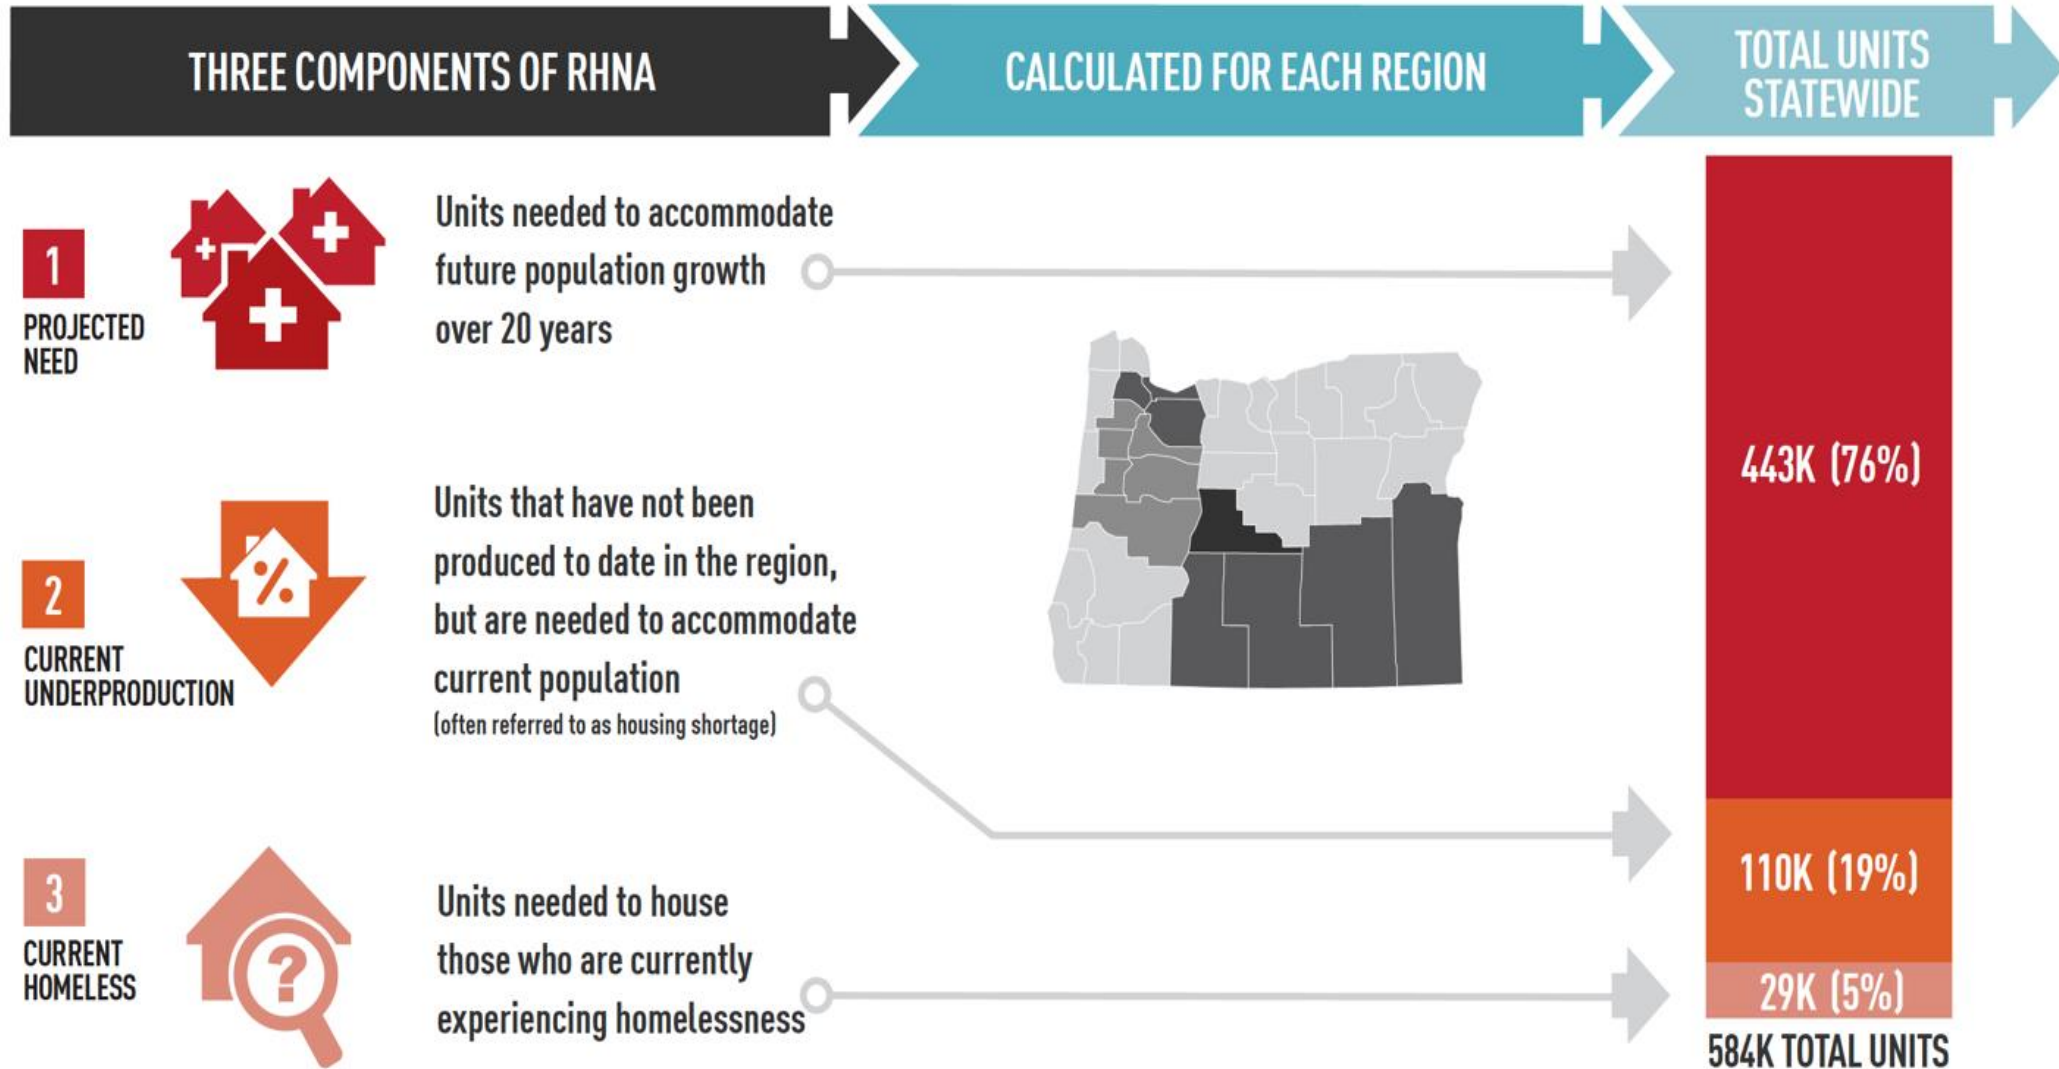 THREE COMPONENTS OF RHNA
CALCULATED FOR EACH REGION
TOTAL UNITS
STATEWIDE
1
PROJECTED
NEED
Units needed to accommodate
future population growth
over 20 years
2
CURRENT
UNDERPRODUCTION
%
Units that have not been
produced to date in the region,
but are needed to accommodate
current population
(often referred to as housing shortage)
3
CURRENT
HOMELESS
?
Units needed to house
those who are currently
experiencing homelessness
443K (76%)
110K (19%)
29K (5%)
584K TOTAL UNITS